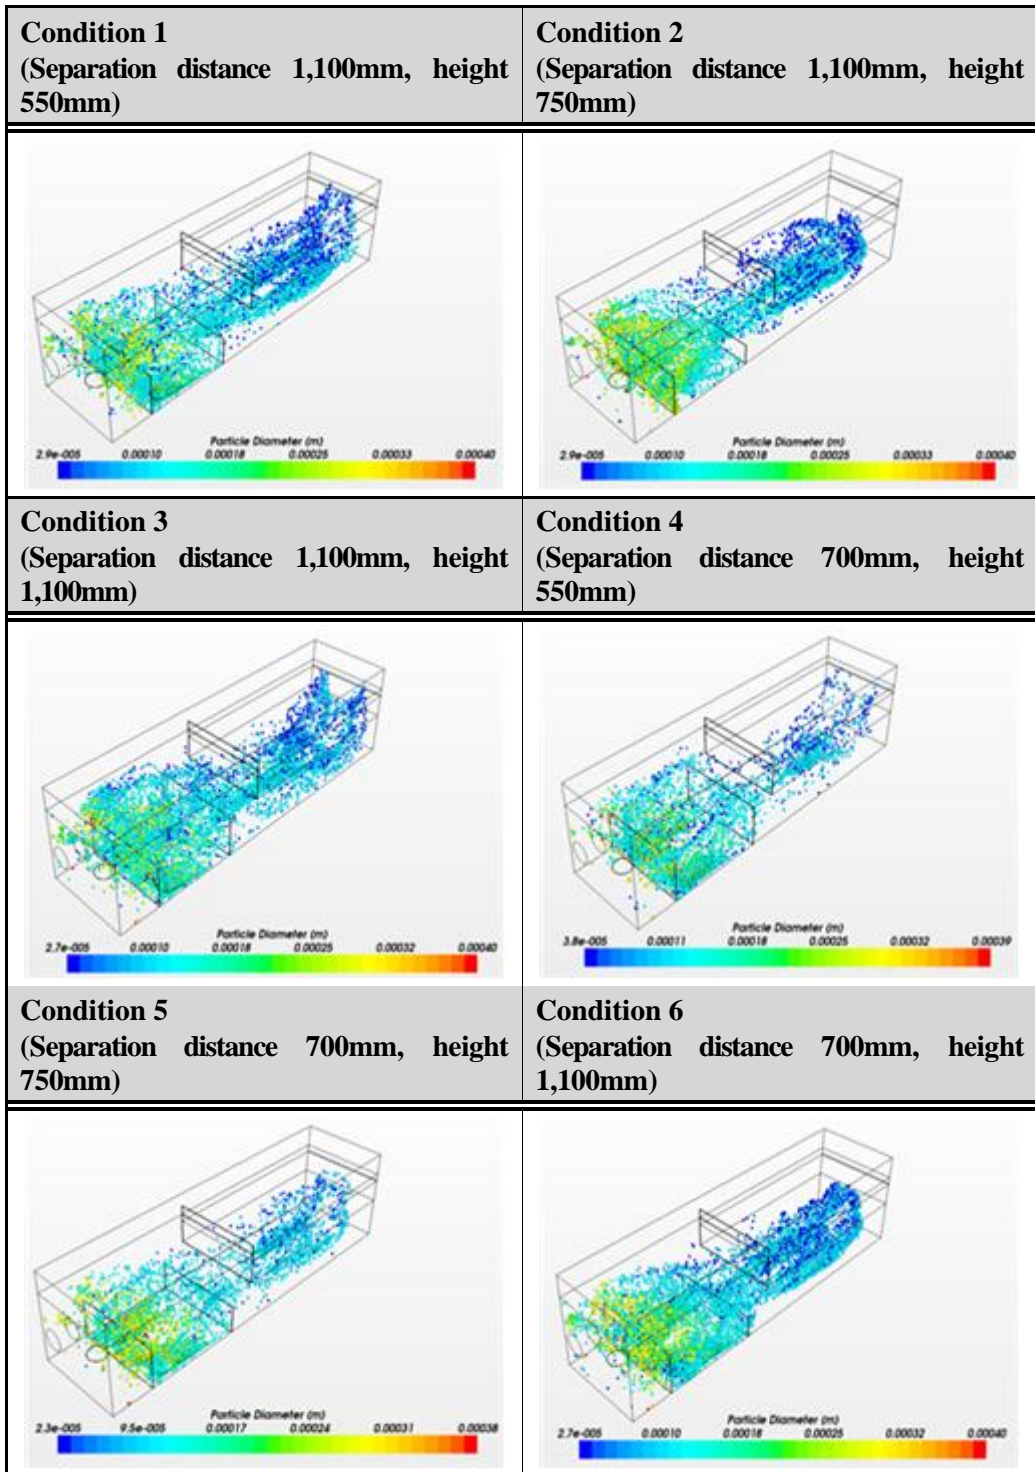 Condition 1
(Separation distance 1,100mm, height
550mm)
Condition 2
(Separation distance 1,100mm, height
750mm)
Particle Diameter (m)
2.9e-005 0.00010 0.00018 0.00025 0.00033 0.00040
Particle Diameter (m)
2.9e-005 0.00010 0.00018 0.00025 0.00033 0.00040
Condition 3
(Separation distance 1,100mm, height
1,100mm)
Condition 4
(Separation distance 700mm, height
550mm)
Particle Diameter (m)
2.7e-005 0.00010 0.00018 0.00025 0.00032 0.00040
Particle Diameter (m)
3.8e-005 0.00011 0.00018 0.00025 0.00032 0.00039
Condition 5
(Separation distance 700mm, height
750mm)
Condition 6
(Separation distance 700mm, height
1,100mm)
Particle Diameter (m)
2.3e-005 9.5e-005 0.00017 0.00024 0.00031 0.00038
Particle Diameter (m)
2.7e-005 0.00010 0.00018 0.00025 0.00032 0.00040